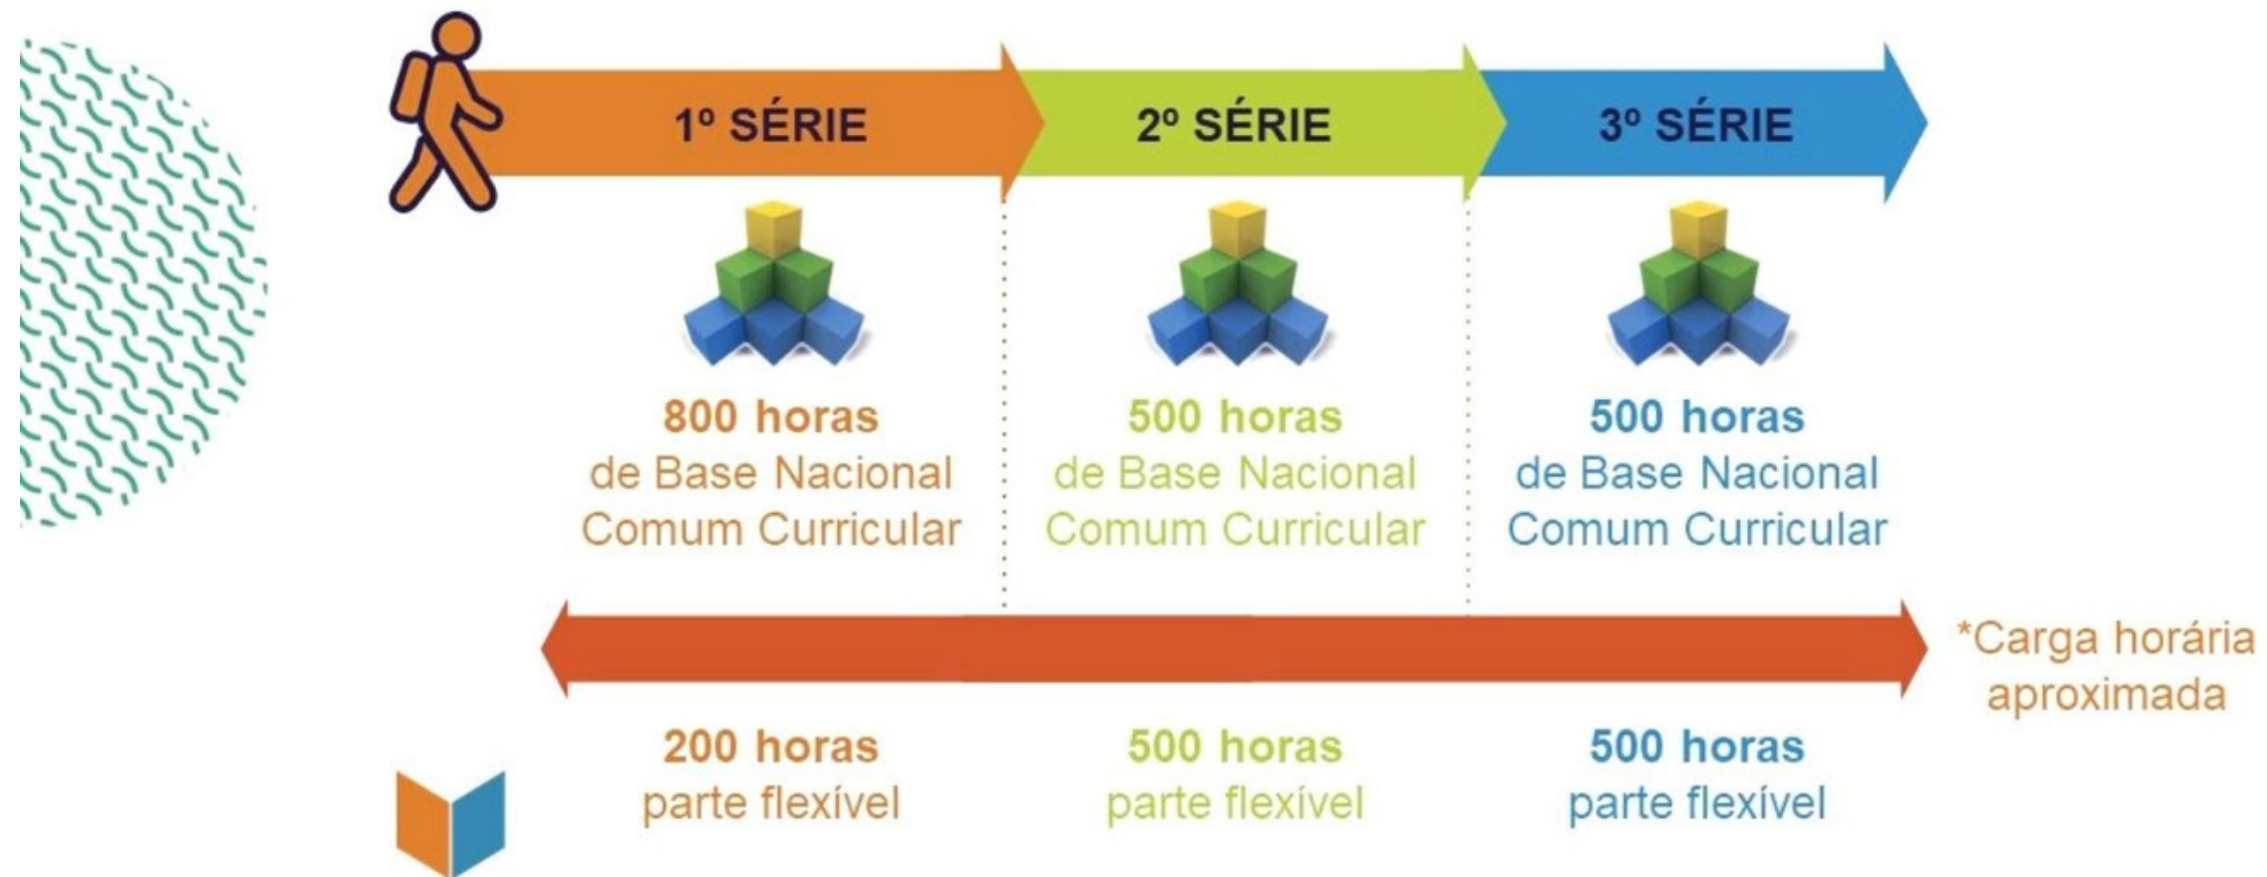 1º SÉRIE
2º SÉRIE
3º SÉRIE
800 horas
de Base Nacional
Comum Curricular
500 horas
de Base Nacional
Comum Curricular
500 horas
de Base Nacional
Comum Curricular
*Carga horária
aproximada
200 horas
parte flexível
500 horas
parte flexível
500 horas
parte flexível